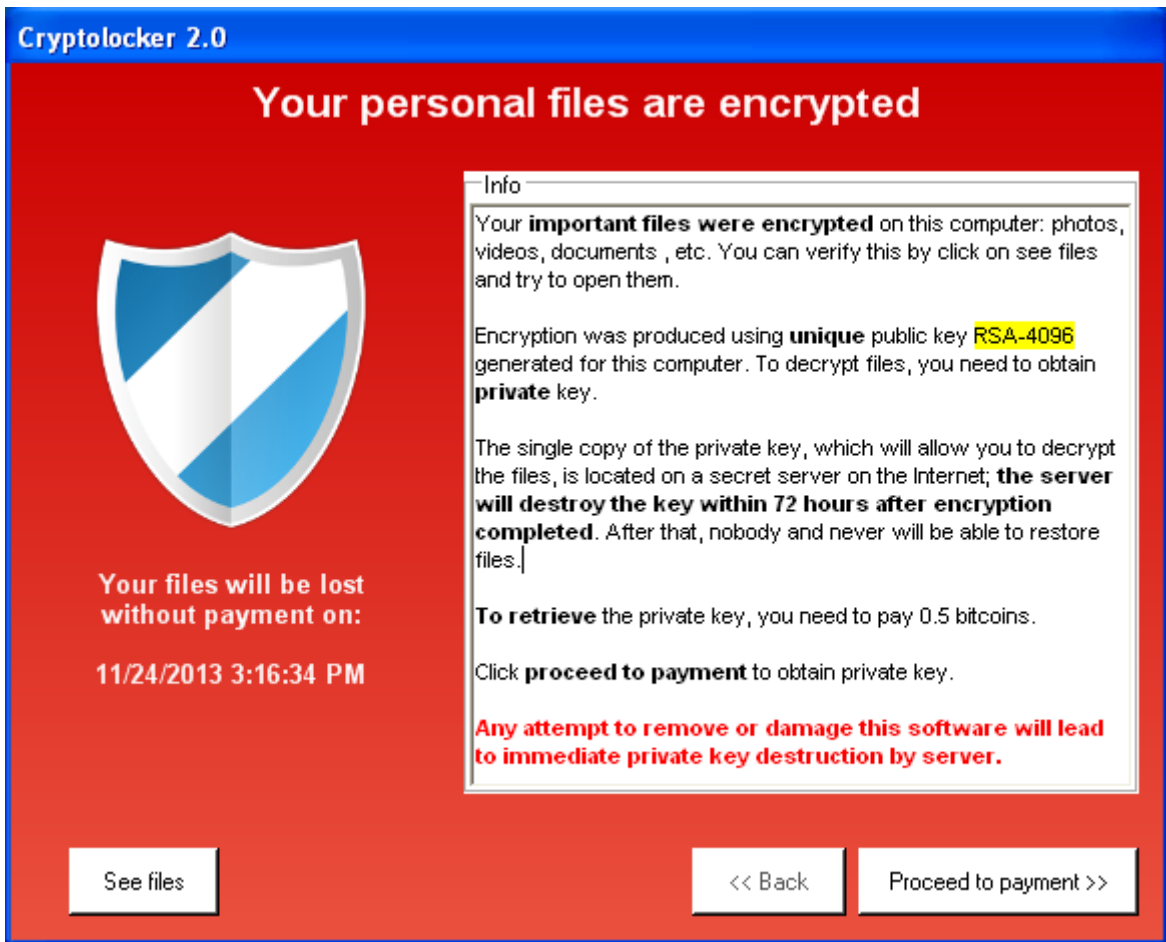 Cryptolocker 2.0
Your personal files are encrypted
Info
Your important files were encrypted on this computer: photos,
videos, documents , etc. You can verify this by click on see files
and try to open them.
Encryption was produced using unique public key RSA-4096
generated for this computer. To decrypt files, you need to obtain
private key.
The single copy of the private key, which will allow you to decrypt
the files, is located on a secret server on the Internet; the server
will destroy the key within 72 hours after encryption
completed. After that, nobody and never will be able to restore
files.
To retrieve the private key, you need to pay 0.5 bitcoins.
Click proceed to payment to obtain private key.
Any attempt to remove or damage this software will lead
to immediate private key destruction by server.
Your files will be lost
without payment on:
11/24/2013 3:16:34 PM
See files
<< Back
Proceed to payment >>